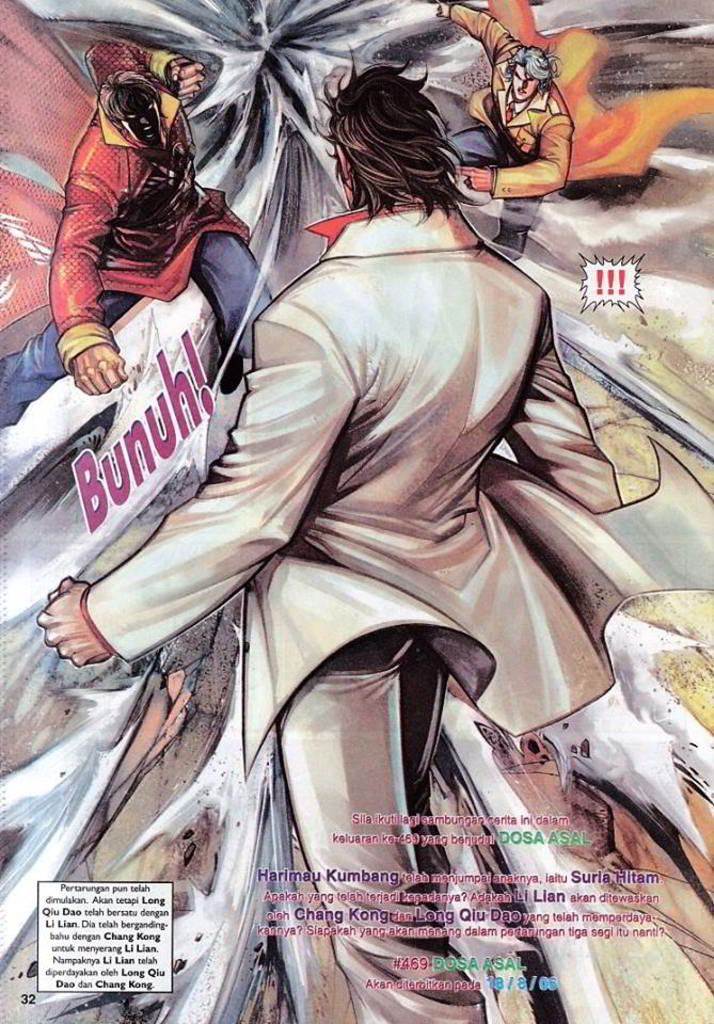 !!!
Bunuh!
Sila ikuti lagi sambungan cerita ini dalam
keluaran ke-469 yang berjudul DOSA ASAL
Harimau Kumbang telah menjumpai anaknya, iaitu Suria Hitam.
Apakah yang telah terjadi kepadanya? Adakah Li Lian akan ditewaskan
oleh Chang Kong dan Long Qiu Dao yang telah memperdaya-
kannya? Siapakah yang akan menang dalam pertarungan tiga segi itu nanti?
#469 DOSA ASAL
Akan diterbitkan pada 18/8/06
Pertarungan pun telah
dimulakan. Akan tetapi Long
Qiu Dao telah bersatu dengan
Li Lian. Dia berganding-
bahu dengan Chang Kong
untuk menyerang Li Lian.
Nampaknya Li Lian telah
diperdayakan oleh Long Qiu
Dao dan Chang Kong.
32